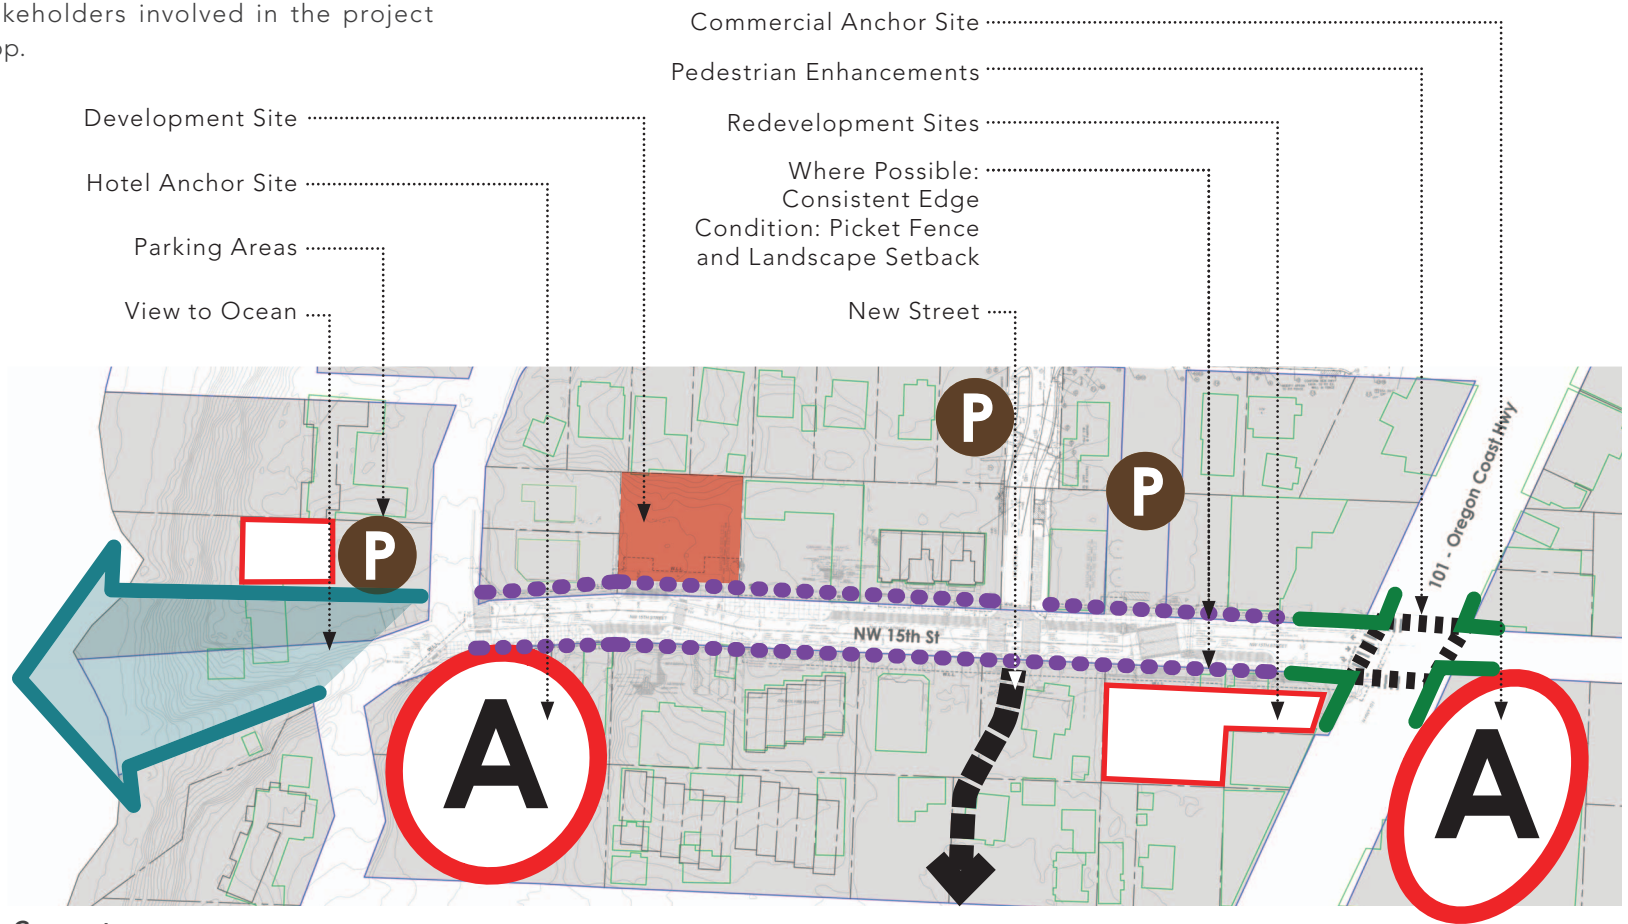 keholders involved in the project
op.
Commercial Anchor Site
Pedestrian Enhancements
Development Site
Redevelopment Sites
Where Possible:
Consistent Edge
Condition: Picket Fence
and Landscape Setback
Hotel Anchor Site
Parking Areas
View to Ocean
New Street
P
P
P
101 - Oregon Coast Hwy
NW 15th St
A
A